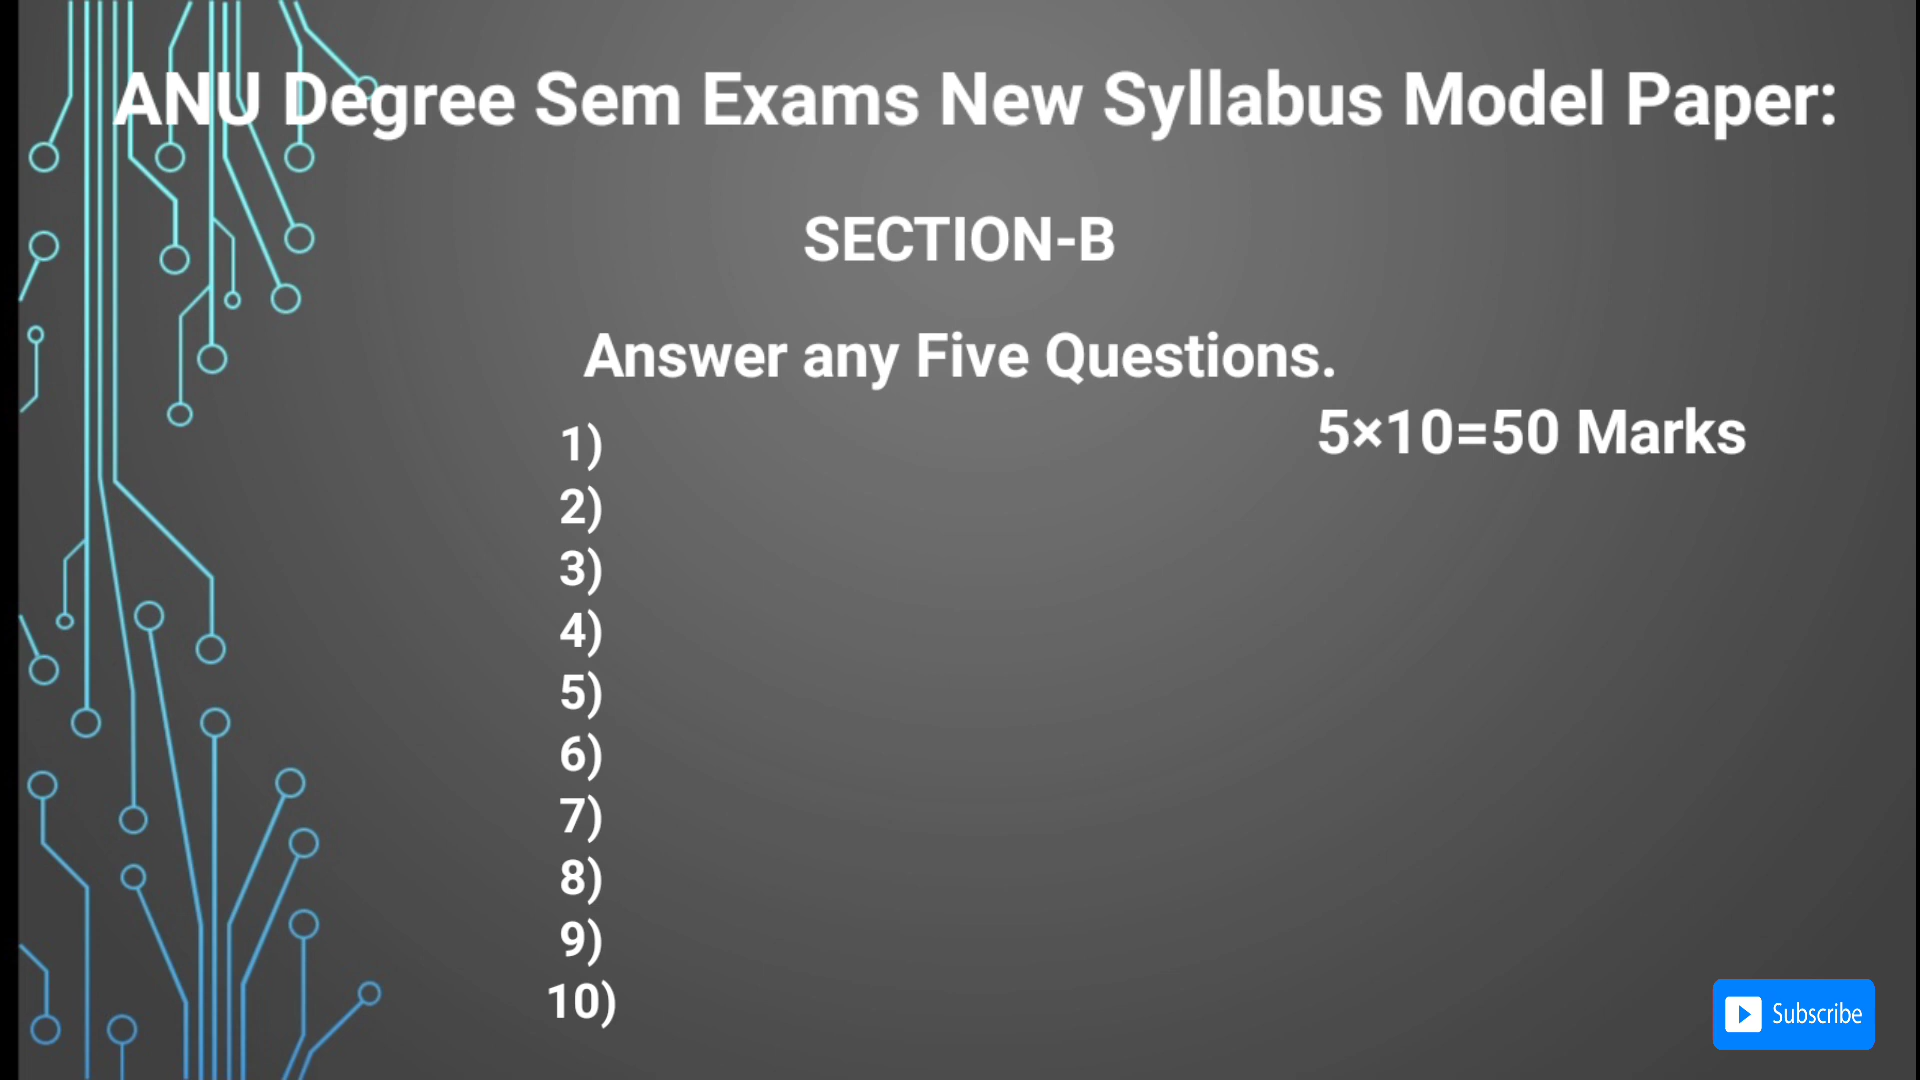 ANU Degree Sem Exams New Syllabus Model Paper:
SECTION-B
Answer any Five Questions.
5×10=50 Marks
1)
2)
3)
4)
5)
6)
7)
8)
9)
10)
Subscribe